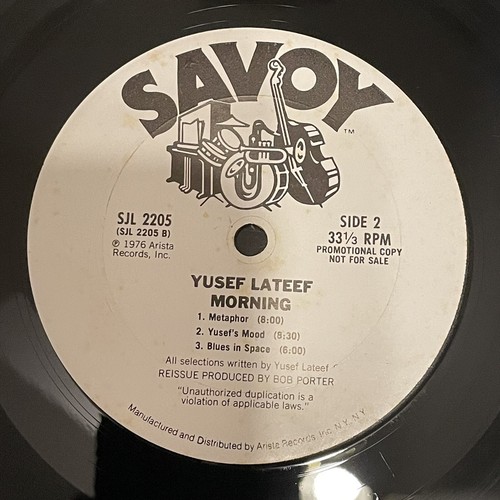 SAVOY
TM
SJL 2205
(SJL 2205 B)
℗ 1976 Arista
Records, Inc.
SIDE 2
33⅓ RPM
PROMOTIONAL COPY
NOT FOR SALE
YUSEF LATEEF
MORNING
1. Metaphor (8:00)
2. Yusef's Mood (8:30)
3. Blues in Space (6:00)
All selections written by Yusef Lateef
REISSUE PRODUCED BY BOB PORTER
"Unauthorized duplication is a
violation of applicable laws."
Manufactured and Distributed by Arista Records, Inc. N.Y., N.Y.